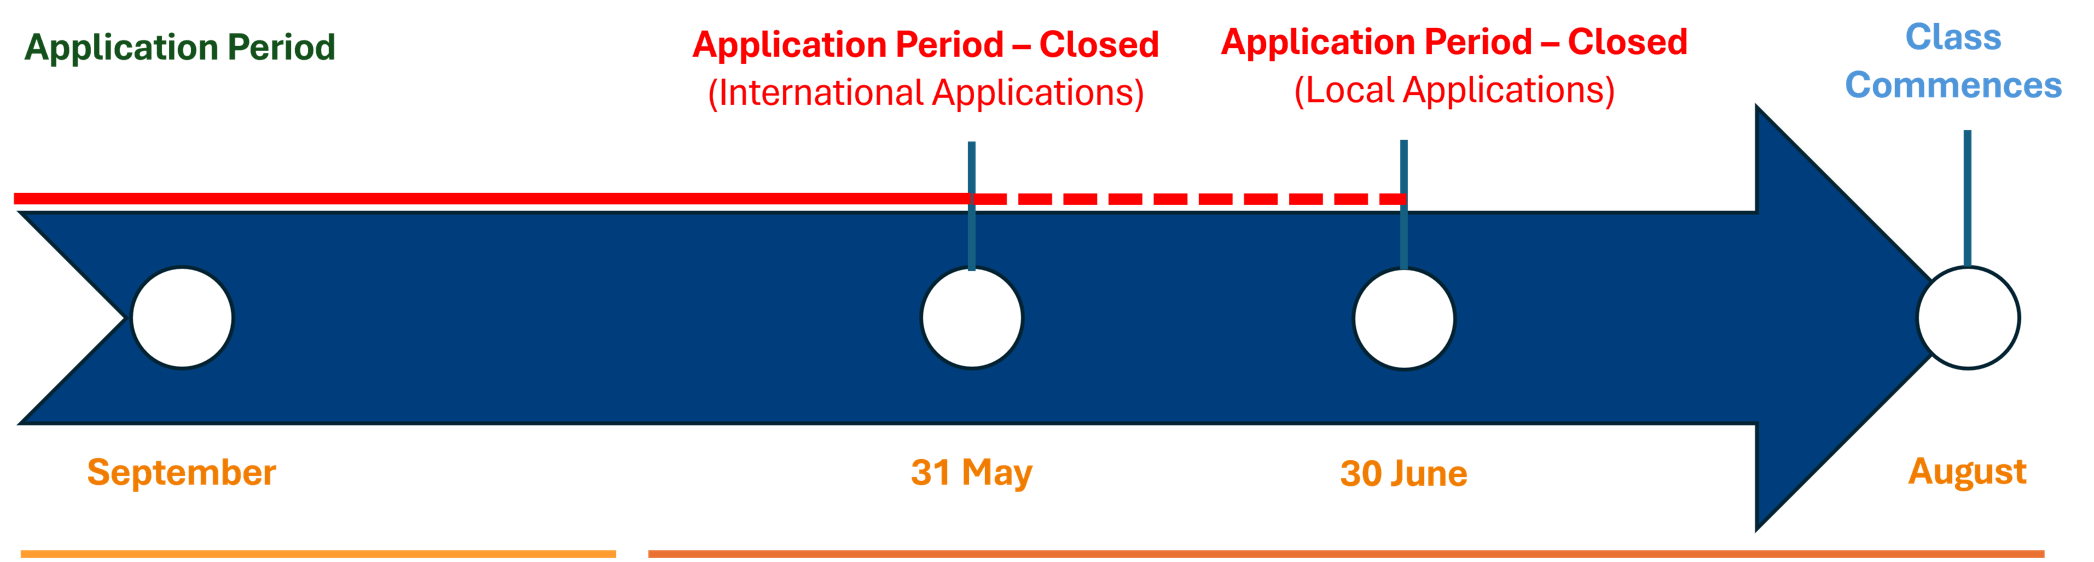 Application Period
Application Period – Closed
(International Applications)
Application Period – Closed
(Local Applications)
Class
Commences
September
31 May
30 June
August